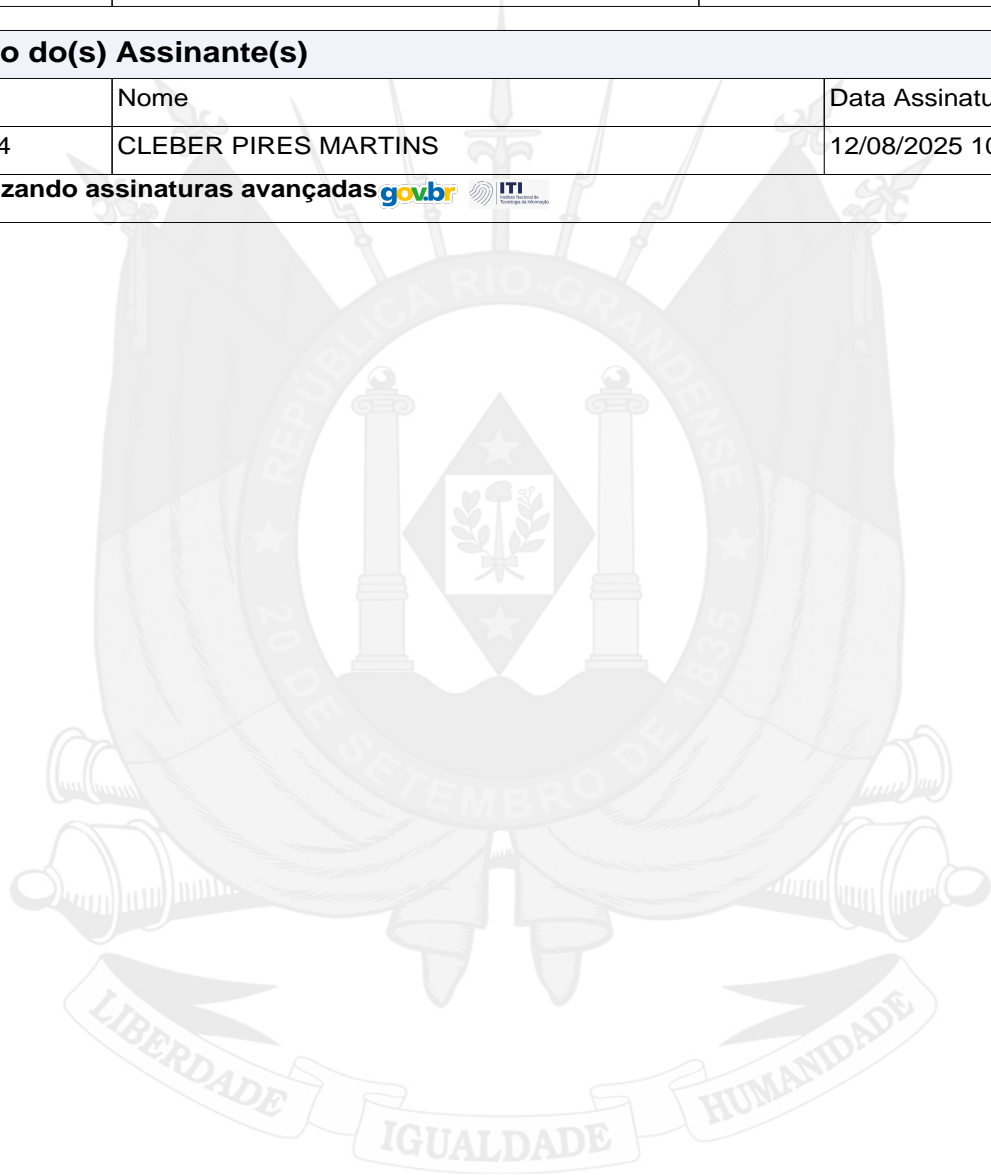 o do(s) Assinante(s)
Nome Data Assinatu
4 CLEBER PIRES MARTINS 12/08/2025 10
zando assinaturas avançadas gov.br ITI
REPÚBLICA RIO-GRANDENSE
20 DE SETEMBRO DE 1835
LIBERDADE IGUALDADE HUMANIDADE